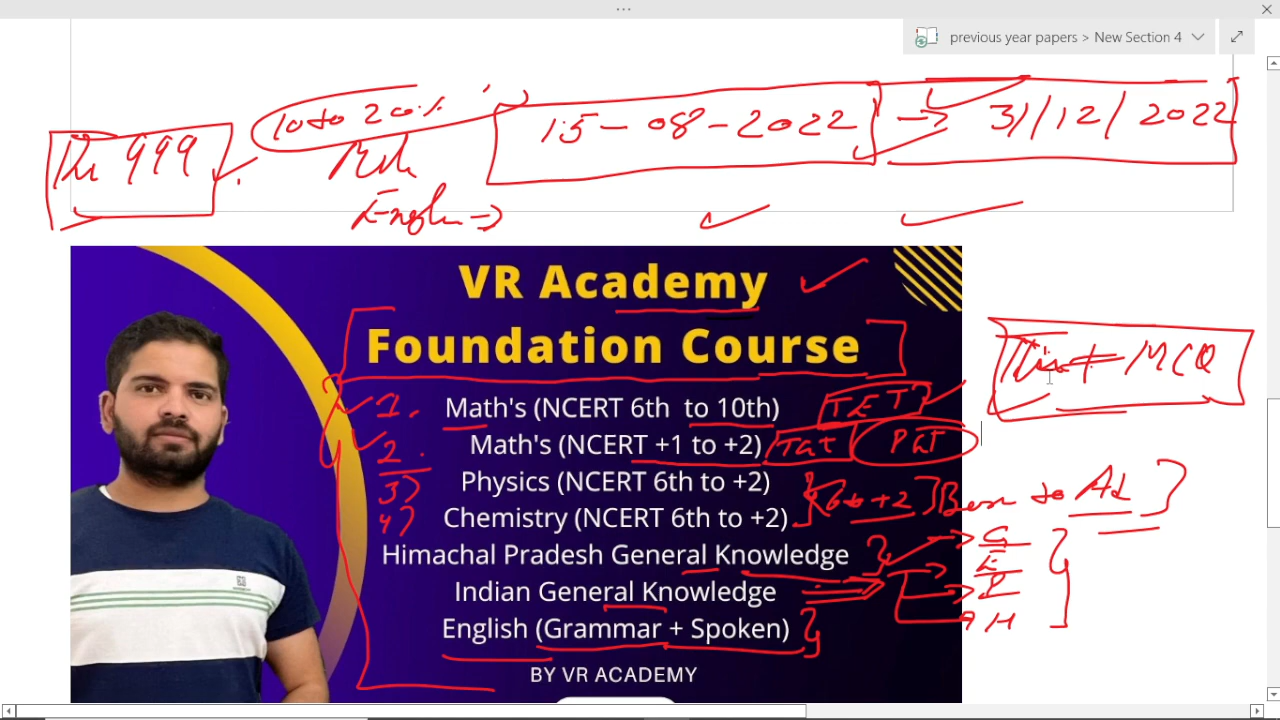 previous year papers > New Section 4
10 to 20%
15-08-2022 → 31/12/2022
999
English →
VR Academy
Foundation Course
1. Math's (NCERT 6th to 10th) TET
2. Math's (NCERT +1 to +2) TGT PGT
3) Physics (NCERT 6th to +2)
4) Chemistry (NCERT 6th to +2)
Himachal Pradesh General Knowledge
Indian General Knowledge
English (Grammar + Spoken)
BY VR ACADEMY
+ MCQ
6th +2
to Ad
G
E
P
H